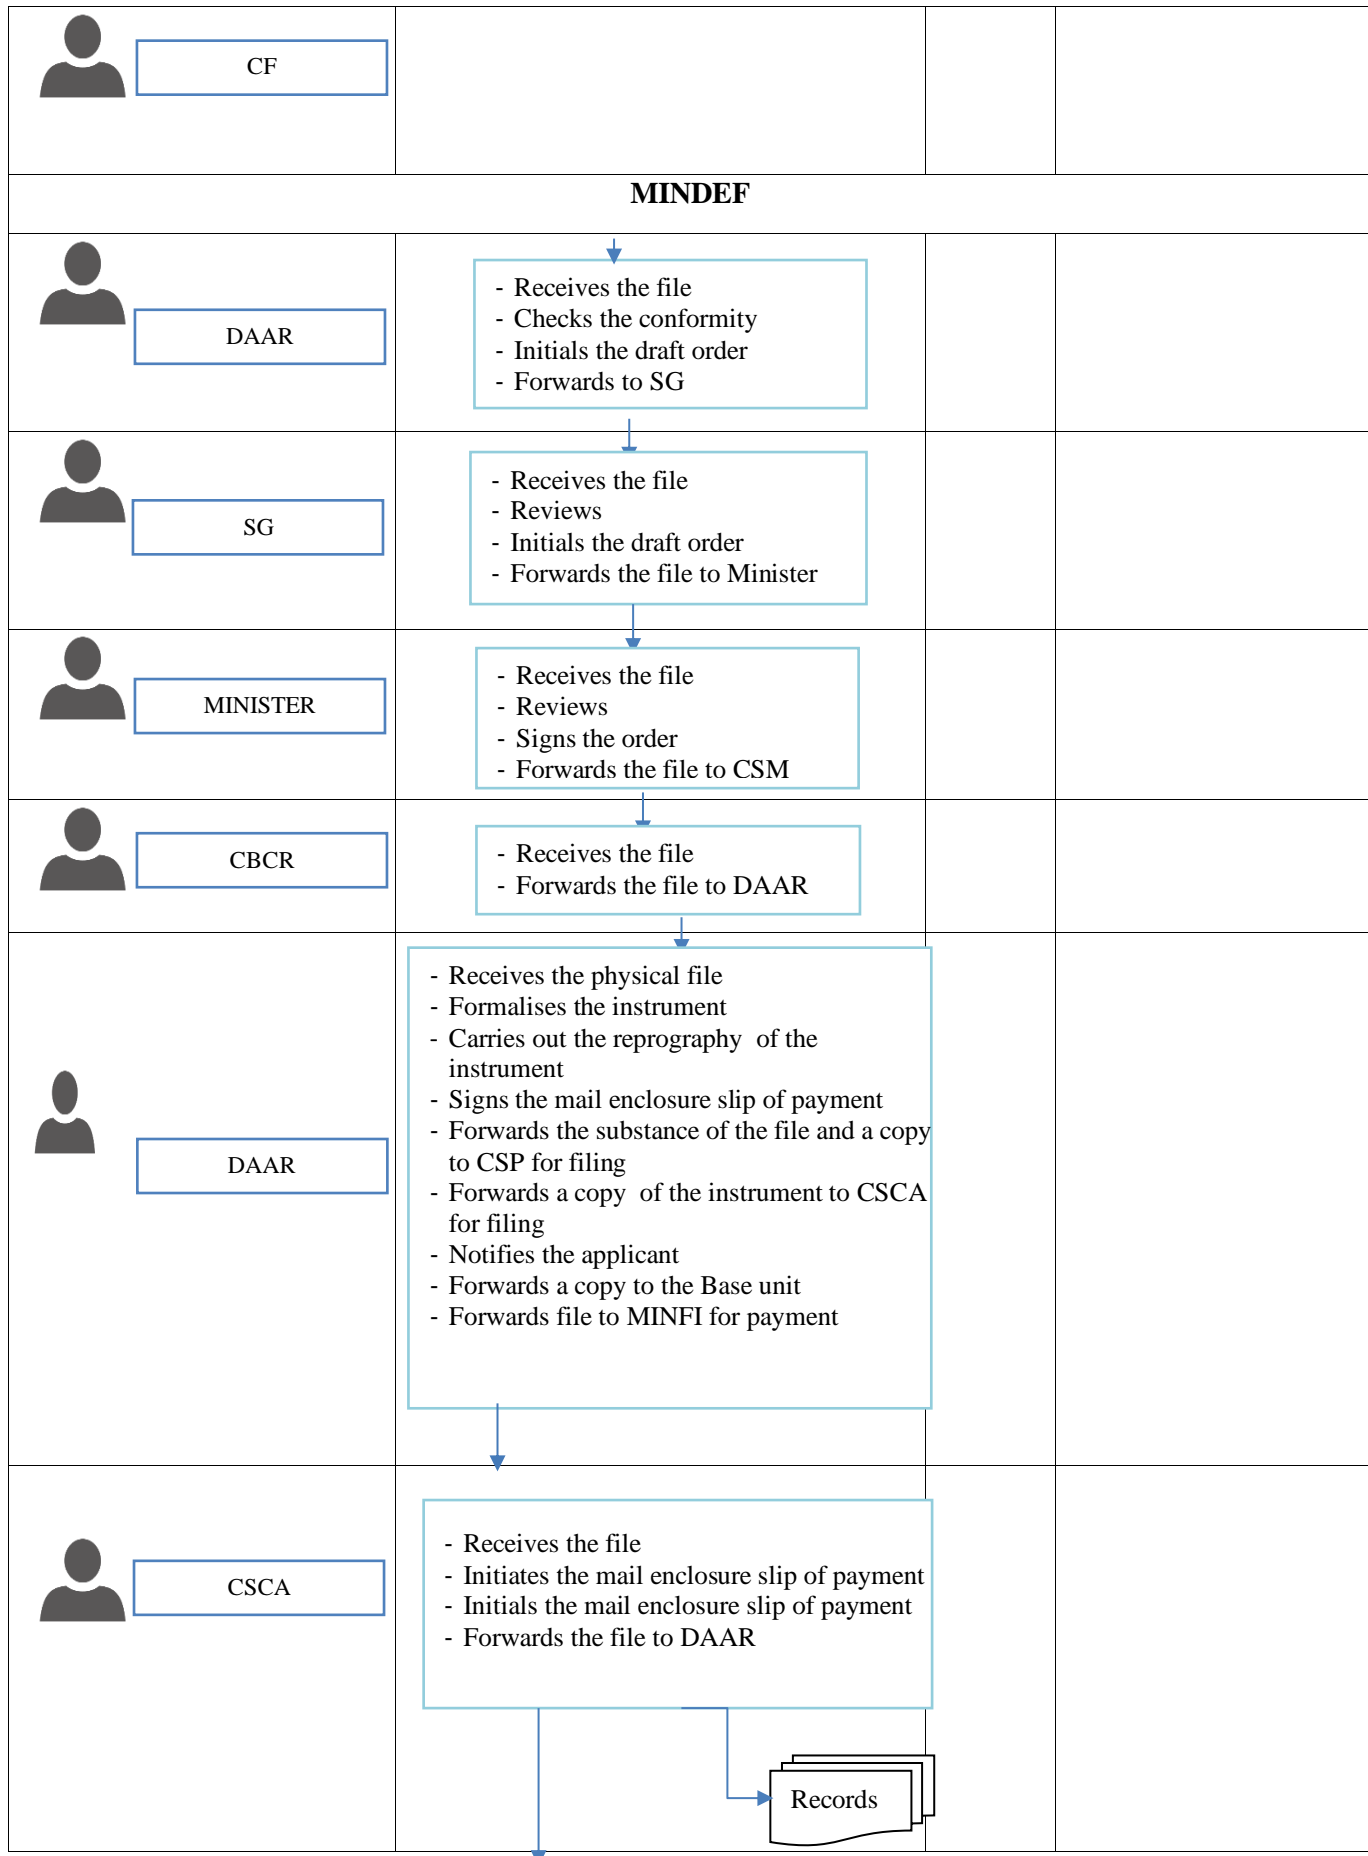 CF
MINDEF
DAAR
- Receives the file
- Checks the conformity
- Initials the draft order
- Forwards to SG
SG
- Receives the file
- Reviews
- Initials the draft order
- Forwards the file to Minister
MINISTER
- Receives the file
- Reviews
- Signs the order
- Forwards the file to CSM
CBCR
- Receives the file
- Forwards the file to DAAR
DAAR
- Receives the physical file
- Formalises the instrument
- Carries out the reprography of the
instrument
- Signs the mail enclosure slip of payment
- Forwards the substance of the file and a copy
to CSP for filing
- Forwards a copy of the instrument to CSCA
for filing
- Notifies the applicant
- Forwards a copy to the Base unit
- Forwards file to MINFI for payment
CSCA
- Receives the file
- Initiates the mail enclosure slip of payment
- Initials the mail enclosure slip of payment
- Forwards the file to DAAR
Records